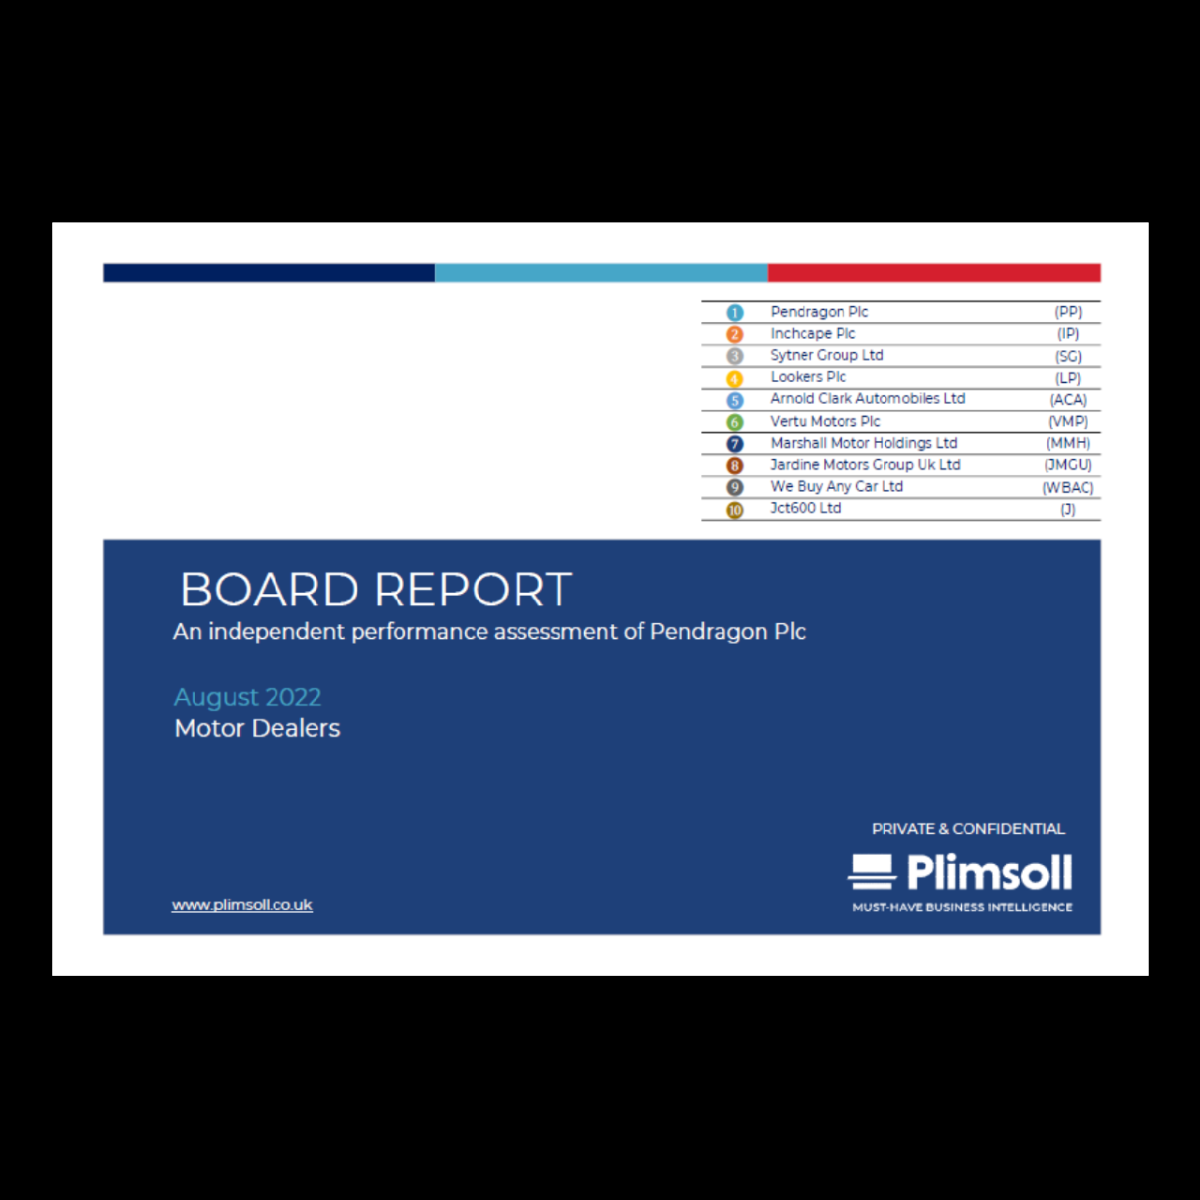 1 Pendragon Plc (PP)
2 Inchcape Plc (IP)
3 Sytner Group Ltd (SG)
4 Lookers Plc (LP)
5 Arnold Clark Automobiles Ltd (ACA)
6 Vertu Motors Plc (VMP)
7 Marshall Motor Holdings Ltd (MMH)
8 Jardine Motors Group Uk Ltd (JMGU)
9 We Buy Any Car Ltd (WBAC)
10 Jct600 Ltd (J)
BOARD REPORT
An independent performance assessment of Pendragon Plc
August 2022
Motor Dealers
PRIVATE & CONFIDENTIAL
Plimsoll
MUST-HAVE BUSINESS INTELLIGENCE
www.plimsoll.co.uk